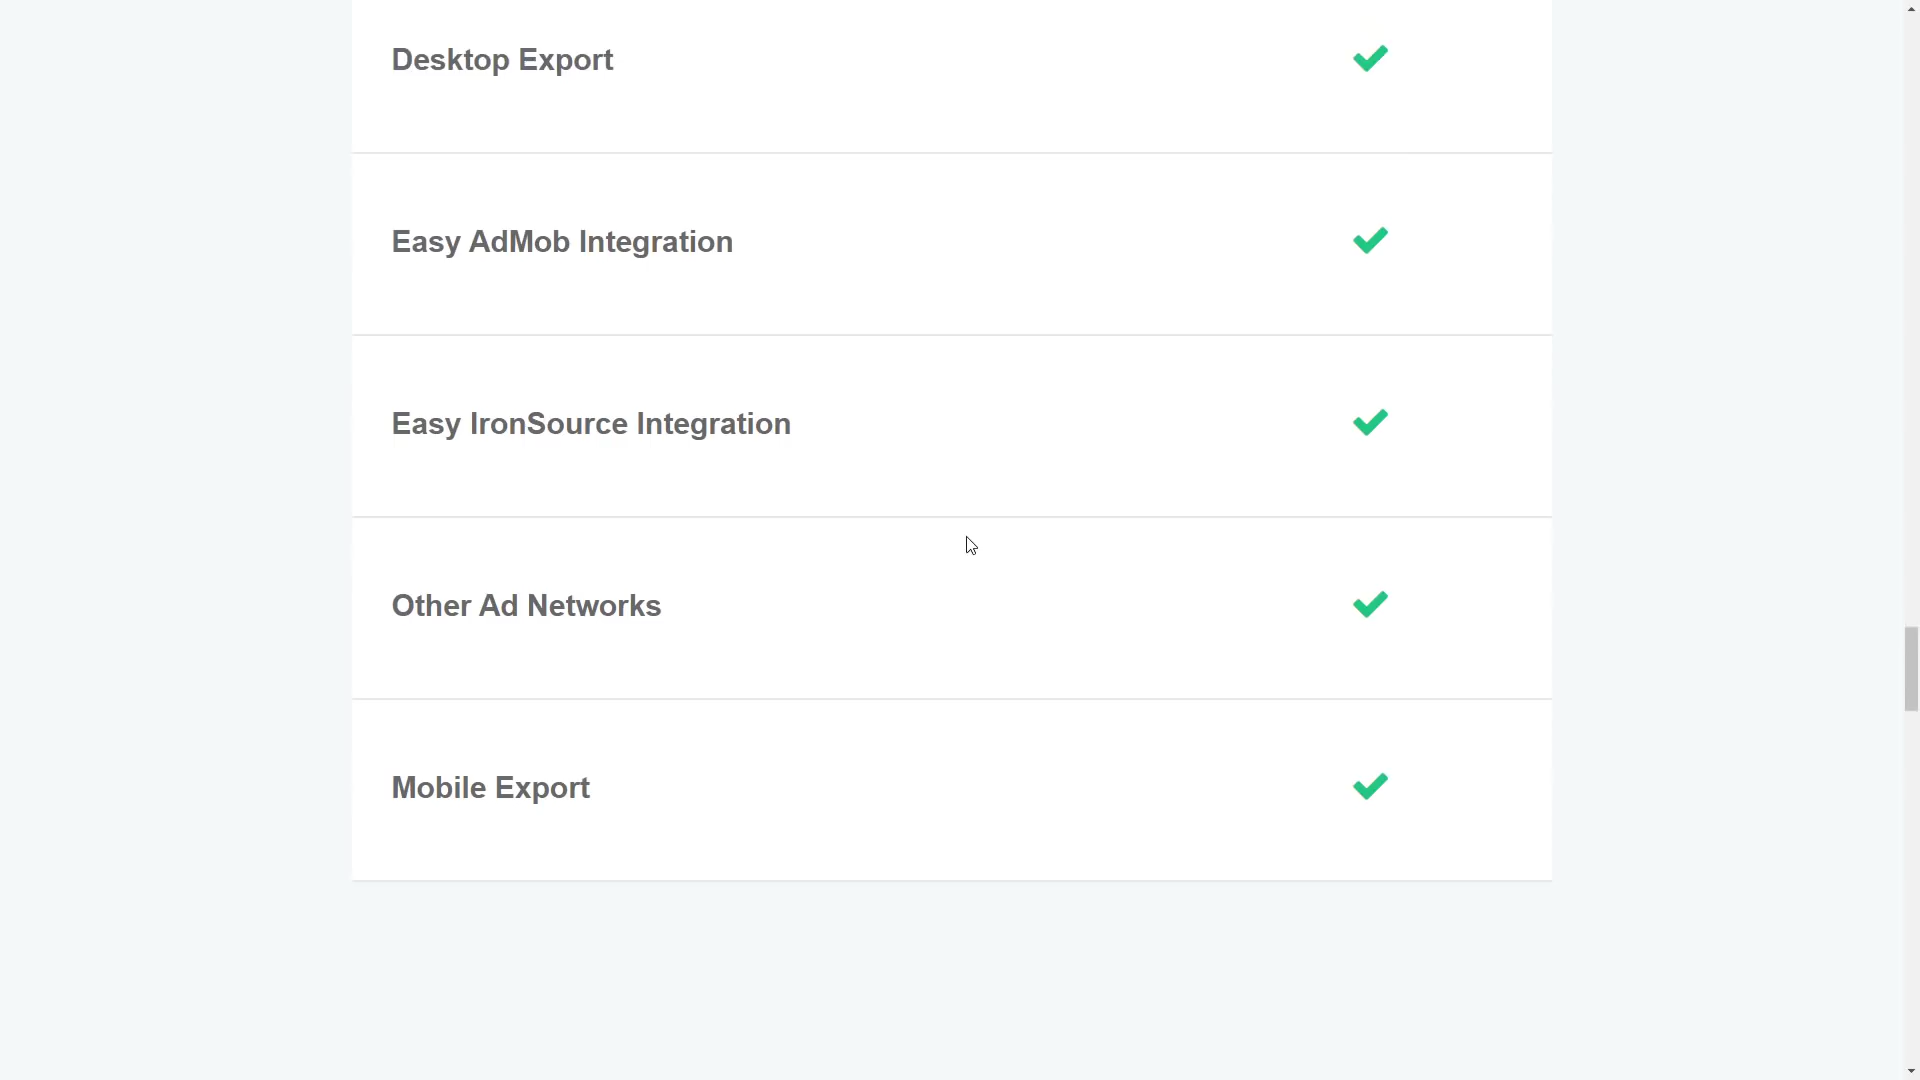 Desktop Export
Easy AdMob Integration
Easy IronSource Integration
Other Ad Networks
Mobile Export